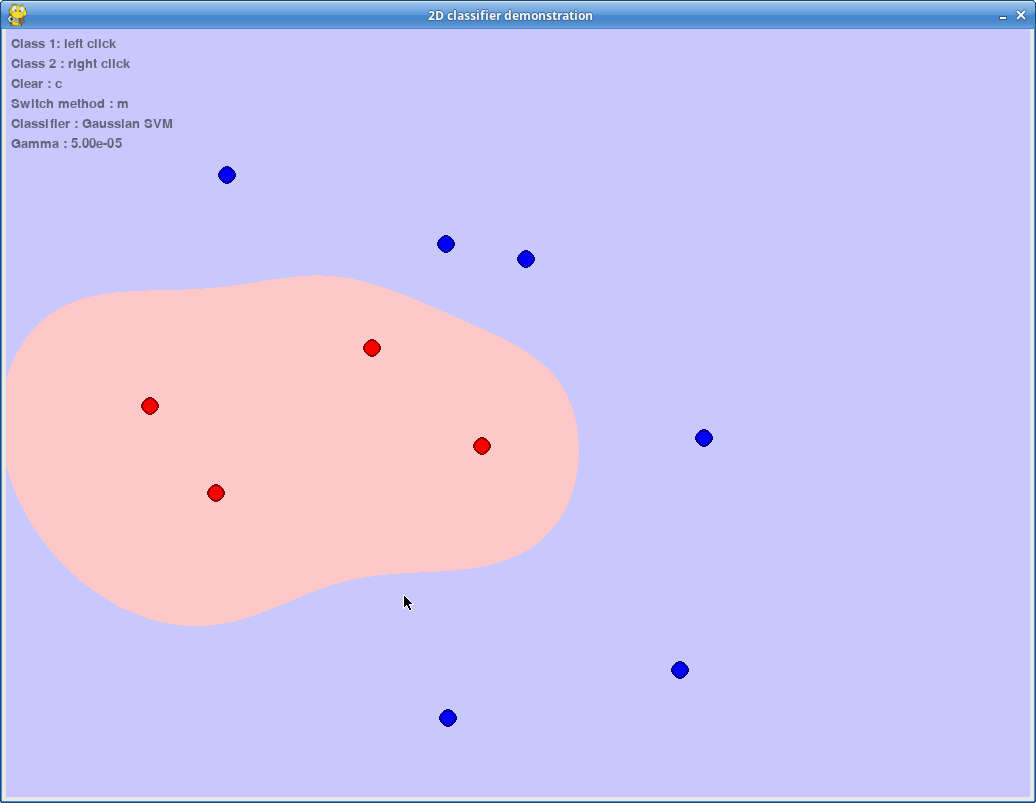 2D classifier demonstration
Class 1: left click
Class 2 : right click
Clear : c
Switch method : m
Classifier : Gaussian SVM
Gamma : 5.00e-05